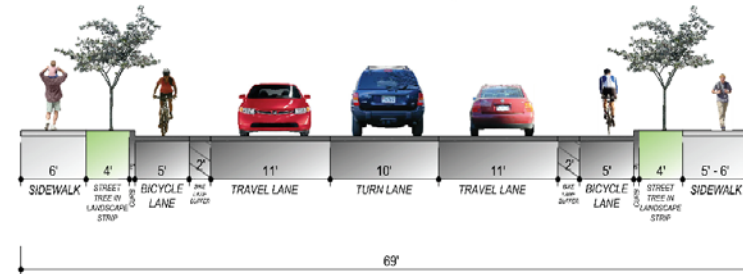 6' 4' 5' 2' 11' 10' 11' 2' 5' 4' 5' - 6'
SIDEWALK
STREET
TREE IN
LANDSCAPE
STRIP
CURB
BICYCLE
LANE
BIKE
LANE
BUFFER
TRAVEL LANE
TURN LANE
TRAVEL LANE
BIKE
LANE
BUFFER
BICYCLE
LANE
CURB
STREET
TREE IN
LANDSCAPE
STRIP
SIDEWALK
69'